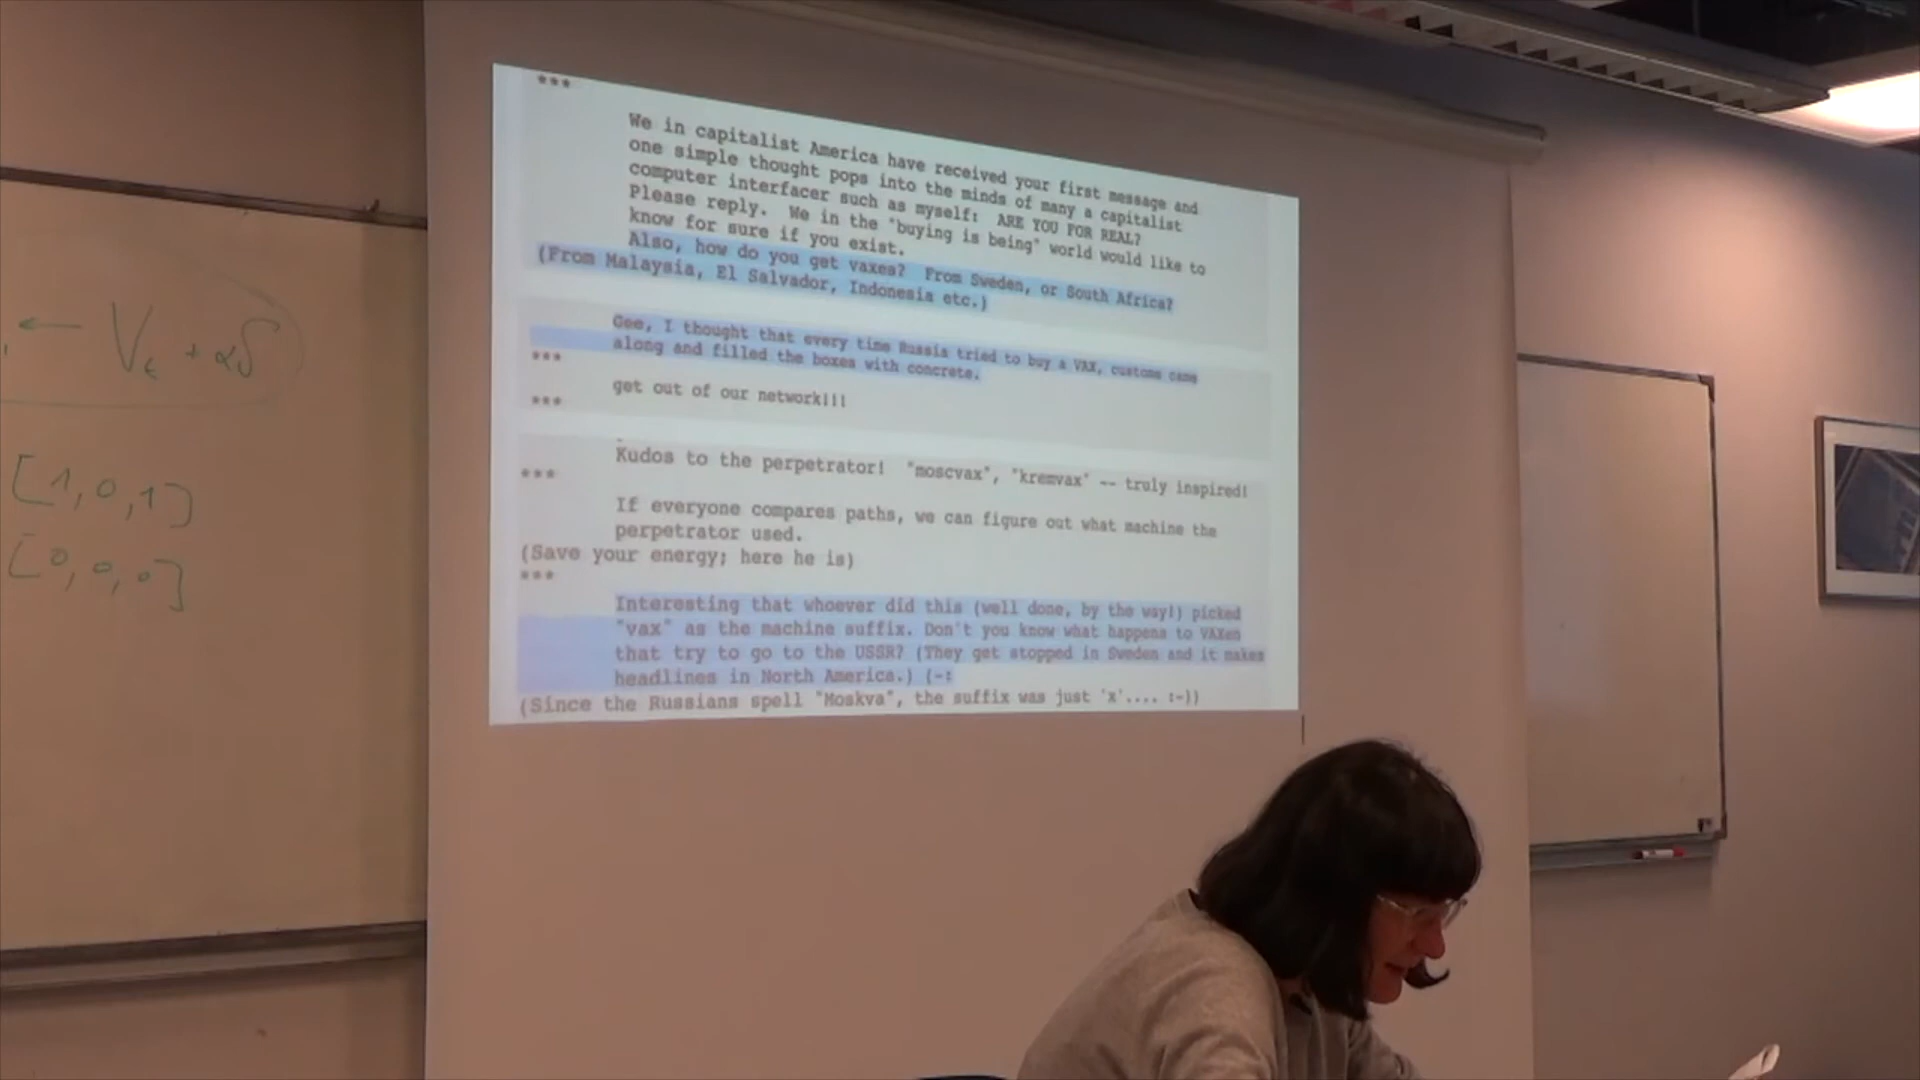 ← Vₜ + αδ
[1,0,1]
[0,0,0]
***
We in capitalist America have received your first message and
one simple thought pops into the minds of many a capitalist
computer interfacer such as myself: ARE YOU FOR REAL?
Please reply. We in the "buying is being" world would like to
know for sure if you exist.
Also, how do you get vaxes? From Sweden, or South Africa?
(From Malaysia, El Salvador, Indonesia etc.)
Gee, I thought that every time Russia tried to buy a VAX, customs came
along and filled the boxes with concrete.
***
get out of our network!!!
***
Kudos to the perpetrator! "moscvax", "kremvax" -- truly inspired!
***
If everyone compares paths, we can figure out what machine the
perpetrator used.
(Save your energy; here he is)
***
Interesting that whoever did this (well done, by the way!) picked
"vax" as the machine suffix. Don't you know what happens to VAXen
that try to go to the USSR? (They get stopped in Sweden and it makes
headlines in North America.) (-:
(Since the Russians spell "Moskva", the suffix was just 'x'.... :-))